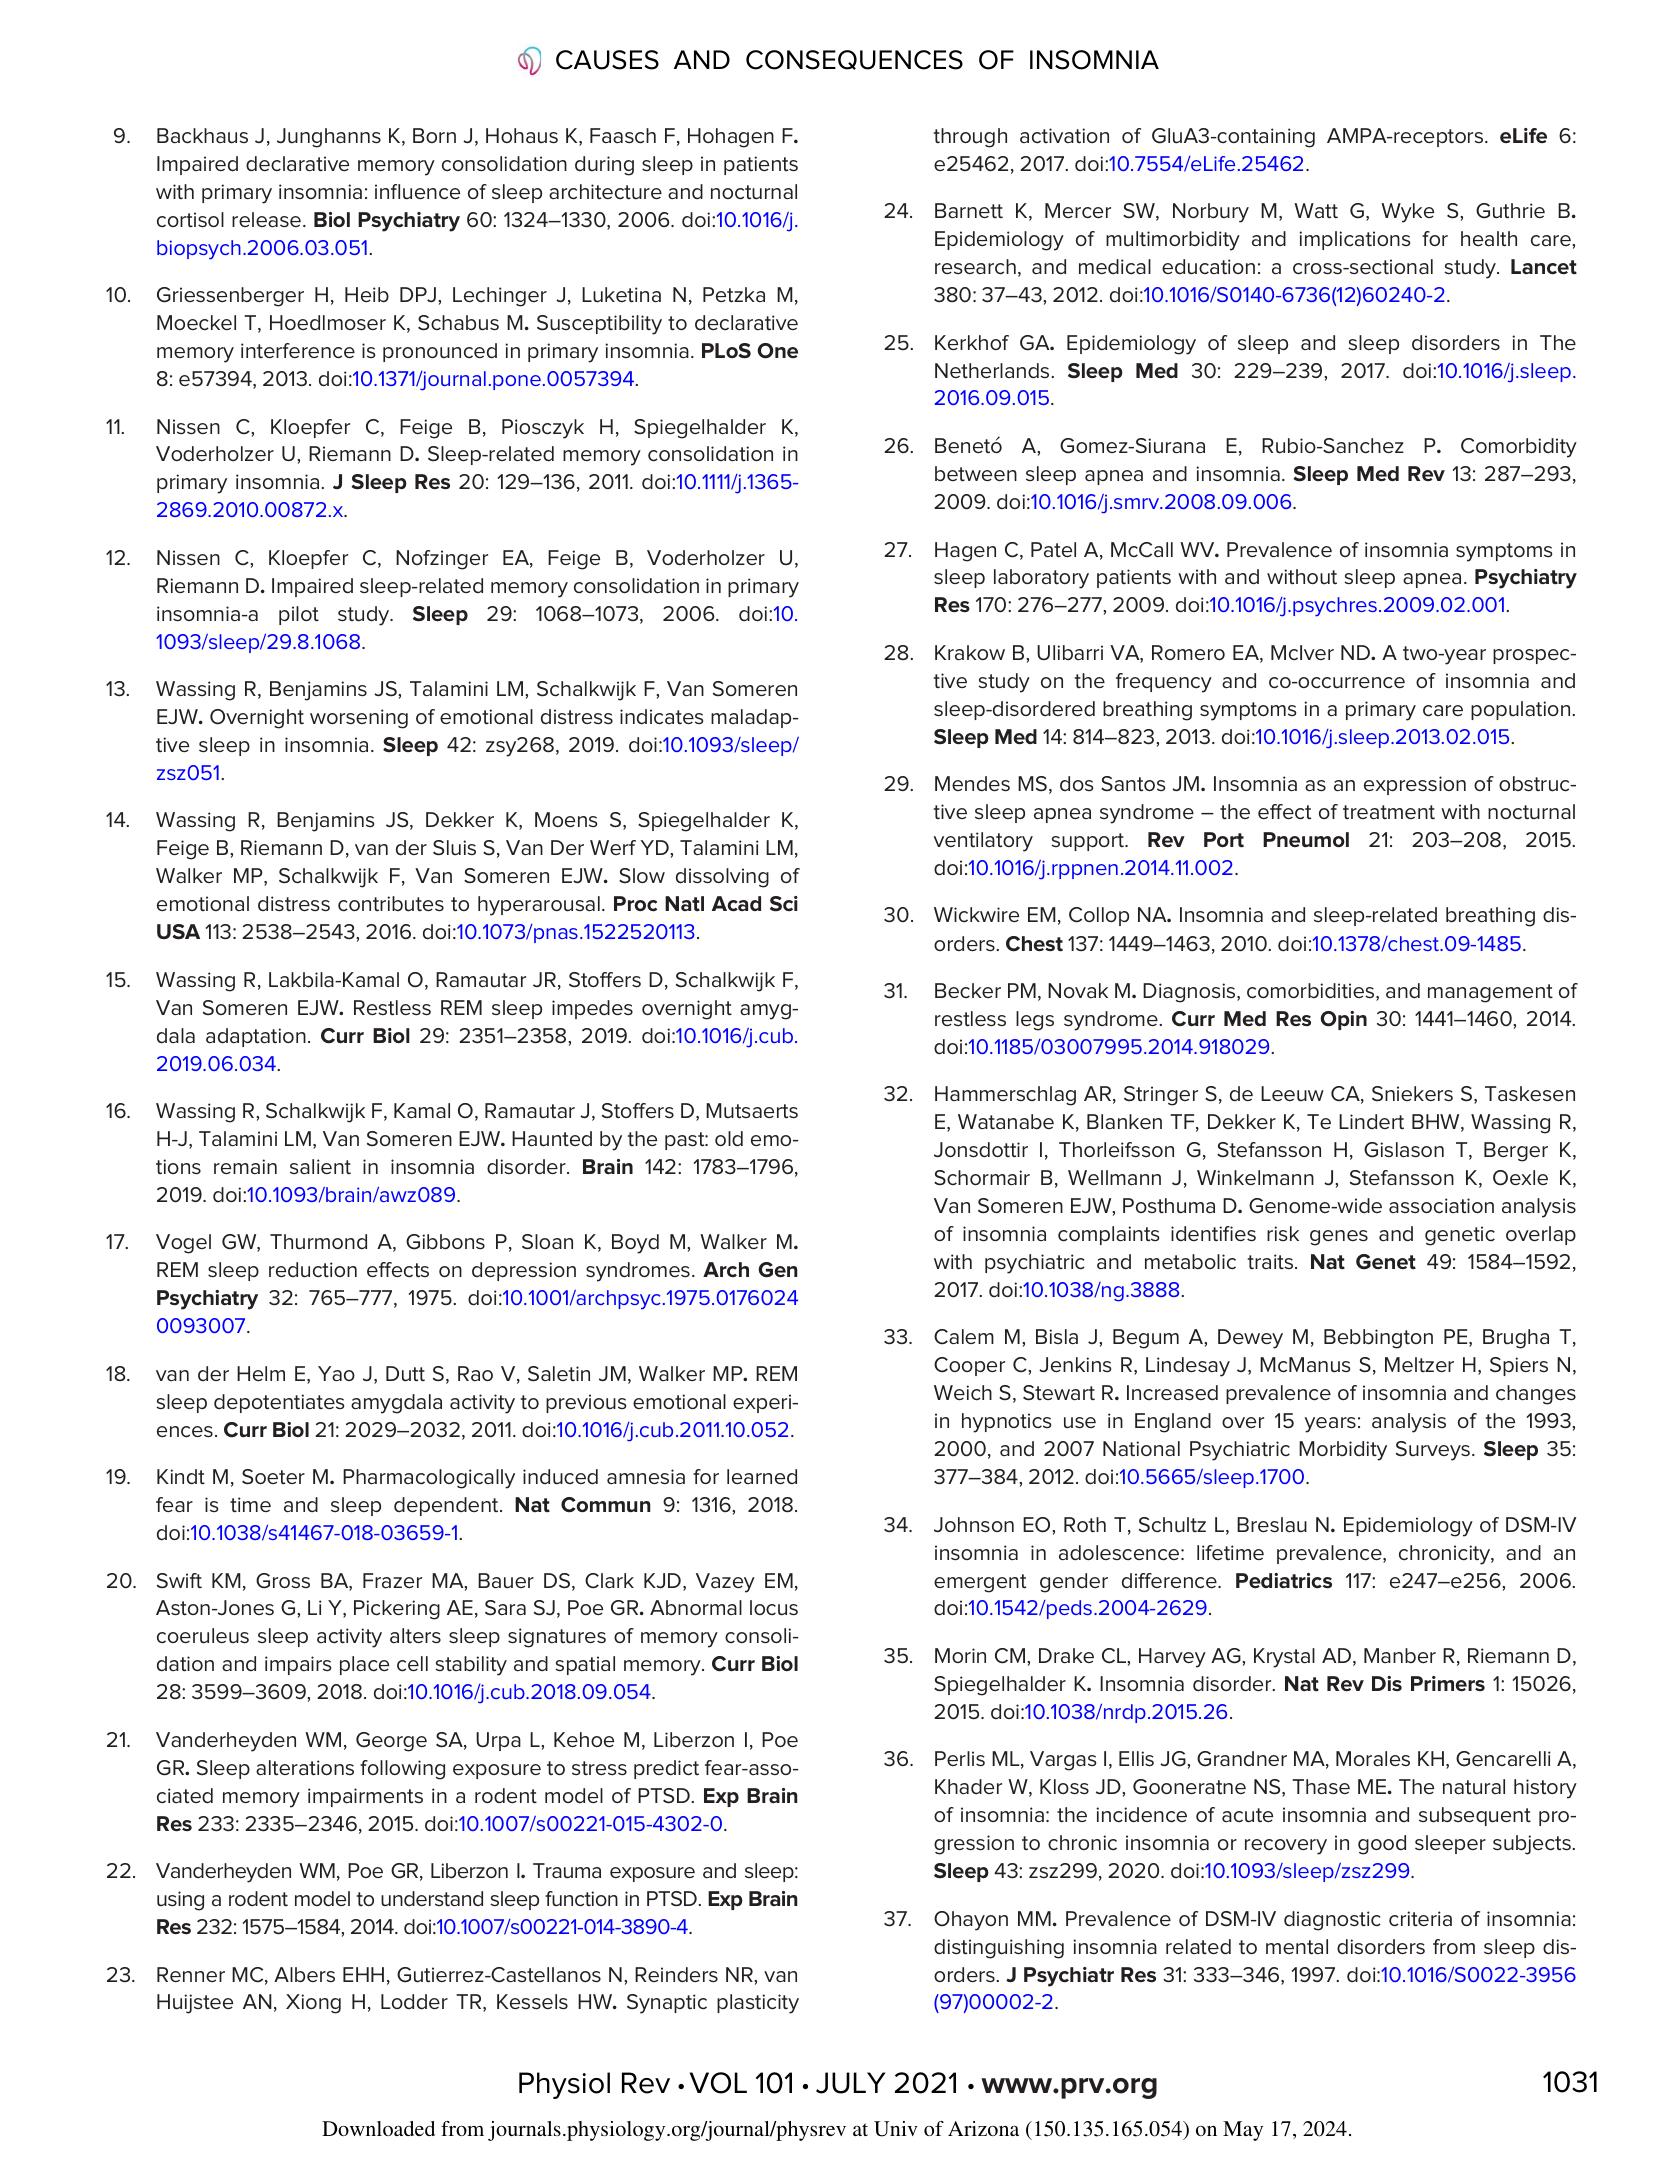 CAUSES AND CONSEQUENCES OF INSOMNIA
9. Backhaus J, Junghanns K, Born J, Hohaus K, Faasch F, Hohagen F.
Impaired declarative memory consolidation during sleep in patients
with primary insomnia: influence of sleep architecture and nocturnal
cortisol release. Biol Psychiatry 60: 1324–1330, 2006. doi:10.1016/j.
biopsych.2006.03.051.
10. Griessenberger H, Heib DPJ, Lechinger J, Luketina N, Petzka M,
Moeckel T, Hoedlmoser K, Schabus M. Susceptibility to declarative
memory interference is pronounced in primary insomnia. PLoS One
8: e57394, 2013. doi:10.1371/journal.pone.0057394.
11. Nissen C, Kloepfer C, Feige B, Piosczyk H, Spiegelhalder K,
Voderholzer U, Riemann D. Sleep-related memory consolidation in
primary insomnia. J Sleep Res 20: 129–136, 2011. doi:10.1111/j.1365-
2869.2010.00872.x.
12. Nissen C, Kloepfer C, Nofzinger EA, Feige B, Voderholzer U,
Riemann D. Impaired sleep-related memory consolidation in primary
insomnia-a pilot study. Sleep 29: 1068–1073, 2006. doi:10.
1093/sleep/29.8.1068.
13. Wassing R, Benjamins JS, Talamini LM, Schalkwijk F, Van Someren
EJW. Overnight worsening of emotional distress indicates maladap-
tive sleep in insomnia. Sleep 42: zsy268, 2019. doi:10.1093/sleep/
zsz051.
14. Wassing R, Benjamins JS, Dekker K, Moens S, Spiegelhalder K,
Feige B, Riemann D, van der Sluis S, Van Der Werf YD, Talamini LM,
Walker MP, Schalkwijk F, Van Someren EJW. Slow dissolving of
emotional distress contributes to hyperarousal. Proc Natl Acad Sci
USA 113: 2538–2543, 2016. doi:10.1073/pnas.1522520113.
15. Wassing R, Lakbila-Kamal O, Ramautar JR, Stoffers D, Schalkwijk F,
Van Someren EJW. Restless REM sleep impedes overnight amyg-
dala adaptation. Curr Biol 29: 2351–2358, 2019. doi:10.1016/j.cub.
2019.06.034.
16. Wassing R, Schalkwijk F, Kamal O, Ramautar J, Stoffers D, Mutsaerts
H-J, Talamini LM, Van Someren EJW. Haunted by the past: old emo-
tions remain salient in insomnia disorder. Brain 142: 1783–1796,
2019. doi:10.1093/brain/awz089.
17. Vogel GW, Thurmond A, Gibbons P, Sloan K, Boyd M, Walker M.
REM sleep reduction effects on depression syndromes. Arch Gen
Psychiatry 32: 765–777, 1975. doi:10.1001/archpsyc.1975.0176024
0093007.
18. van der Helm E, Yao J, Dutt S, Rao V, Saletin JM, Walker MP. REM
sleep depotentiates amygdala activity to previous emotional experi-
ences. Curr Biol 21: 2029–2032, 2011. doi:10.1016/j.cub.2011.10.052.
19. Kindt M, Soeter M. Pharmacologically induced amnesia for learned
fear is time and sleep dependent. Nat Commun 9: 1316, 2018.
doi:10.1038/s41467-018-03659-1.
20. Swift KM, Gross BA, Frazer MA, Bauer DS, Clark KJD, Vazey EM,
Aston-Jones G, Li Y, Pickering AE, Sara SJ, Poe GR. Abnormal locus
coeruleus sleep activity alters sleep signatures of memory consoli-
dation and impairs place cell stability and spatial memory. Curr Biol
28: 3599–3609, 2018. doi:10.1016/j.cub.2018.09.054.
21. Vanderheyden WM, George SA, Urpa L, Kehoe M, Liberzon I, Poe
GR. Sleep alterations following exposure to stress predict fear-asso-
ciated memory impairments in a rodent model of PTSD. Exp Brain
Res 233: 2335–2346, 2015. doi:10.1007/s00221-015-4302-0.
22. Vanderheyden WM, Poe GR, Liberzon I. Trauma exposure and sleep:
using a rodent model to understand sleep function in PTSD. Exp Brain
Res 232: 1575–1584, 2014. doi:10.1007/s00221-014-3890-4.
23. Renner MC, Albers EHH, Gutierrez-Castellanos N, Reinders NR, van
Huijstee AN, Xiong H, Lodder TR, Kessels HW. Synaptic plasticity
through activation of GluA3-containing AMPA-receptors. eLife 6:
e25462, 2017. doi:10.7554/eLife.25462.
24. Barnett K, Mercer SW, Norbury M, Watt G, Wyke S, Guthrie B.
Epidemiology of multimorbidity and implications for health care,
research, and medical education: a cross-sectional study. Lancet
380: 37–43, 2012. doi:10.1016/S0140-6736(12)60240-2.
25. Kerkhof GA. Epidemiology of sleep and sleep disorders in The
Netherlands. Sleep Med 30: 229–239, 2017. doi:10.1016/j.sleep.
2016.09.015.
26. Benetó A, Gomez-Siurana E, Rubio-Sanchez P. Comorbidity
between sleep apnea and insomnia. Sleep Med Rev 13: 287–293,
2009. doi:10.1016/j.smrv.2008.09.006.
27. Hagen C, Patel A, McCall WV. Prevalence of insomnia symptoms in
sleep laboratory patients with and without sleep apnea. Psychiatry
Res 170: 276–277, 2009. doi:10.1016/j.psychres.2009.02.001.
28. Krakow B, Ulibarri VA, Romero EA, McIver ND. A two-year prospec-
tive study on the frequency and co-occurrence of insomnia and
sleep-disordered breathing symptoms in a primary care population.
Sleep Med 14: 814–823, 2013. doi:10.1016/j.sleep.2013.02.015.
29. Mendes MS, dos Santos JM. Insomnia as an expression of obstruc-
tive sleep apnea syndrome – the effect of treatment with nocturnal
ventilatory support. Rev Port Pneumol 21: 203–208, 2015.
doi:10.1016/j.rppnen.2014.11.002.
30. Wickwire EM, Collop NA. Insomnia and sleep-related breathing dis-
orders. Chest 137: 1449–1463, 2010. doi:10.1378/chest.09-1485.
31. Becker PM, Novak M. Diagnosis, comorbidities, and management of
restless legs syndrome. Curr Med Res Opin 30: 1441–1460, 2014.
doi:10.1185/03007995.2014.918029.
32. Hammerschlag AR, Stringer S, de Leeuw CA, Sniekers S, Taskesen
E, Watanabe K, Blanken TF, Dekker K, Te Lindert BHW, Wassing R,
Jonsdottir I, Thorleifsson G, Stefansson H, Gislason T, Berger K,
Schormair B, Wellmann J, Winkelmann J, Stefansson K, Oexle K,
Van Someren EJW, Posthuma D. Genome-wide association analysis
of insomnia complaints identifies risk genes and genetic overlap
with psychiatric and metabolic traits. Nat Genet 49: 1584–1592,
2017. doi:10.1038/ng.3888.
33. Calem M, Bisla J, Begum A, Dewey M, Bebbington PE, Brugha T,
Cooper C, Jenkins R, Lindesay J, McManus S, Meltzer H, Spiers N,
Weich S, Stewart R. Increased prevalence of insomnia and changes
in hypnotics use in England over 15 years: analysis of the 1993,
2000, and 2007 National Psychiatric Morbidity Surveys. Sleep 35:
377–384, 2012. doi:10.5665/sleep.1700.
34. Johnson EO, Roth T, Schultz L, Breslau N. Epidemiology of DSM-IV
insomnia in adolescence: lifetime prevalence, chronicity, and an
emergent gender difference. Pediatrics 117: e247–e256, 2006.
doi:10.1542/peds.2004-2629.
35. Morin CM, Drake CL, Harvey AG, Krystal AD, Manber R, Riemann D,
Spiegelhalder K. Insomnia disorder. Nat Rev Dis Primers 1: 15026,
2015. doi:10.1038/nrdp.2015.26.
36. Perlis ML, Vargas I, Ellis JG, Grandner MA, Morales KH, Gencarelli A,
Khader W, Kloss JD, Gooneratne NS, Thase ME. The natural history
of insomnia: the incidence of acute insomnia and subsequent pro-
gression to chronic insomnia or recovery in good sleeper subjects.
Sleep 43: zsz299, 2020. doi:10.1093/sleep/zsz299.
37. Ohayon MM. Prevalence of DSM-IV diagnostic criteria of insomnia:
distinguishing insomnia related to mental disorders from sleep dis-
orders. J Psychiatr Res 31: 333–346, 1997. doi:10.1016/S0022-3956
(97)00002-2.
Physiol Rev • VOL 101 • JULY 2021 • www.prv.org 1031
Downloaded from journals.physiology.org/journal/physrev at Univ of Arizona (150.135.165.054) on May 17, 2024.